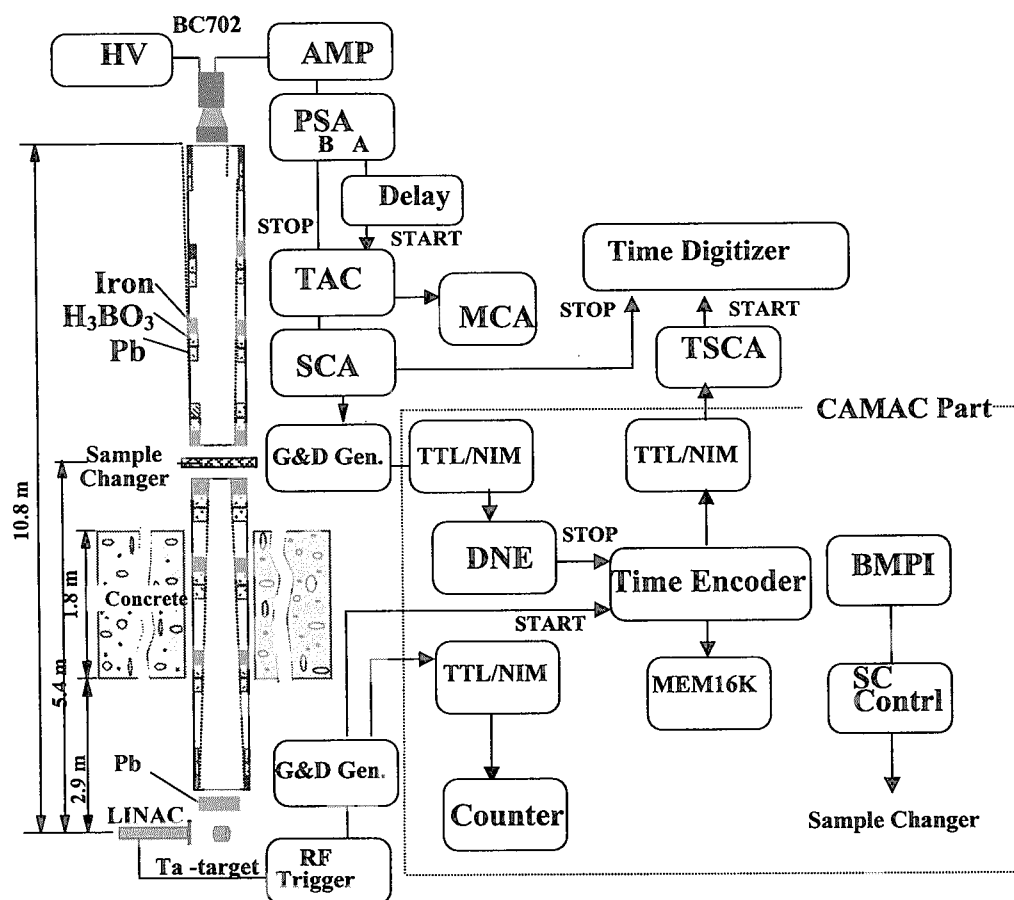 BC702
HV
AMP
PSA
B A
Delay
STOP
START
Time Digitizer
TAC
MCA
STOP
START
Iron
H₃BO₃
Pb
SCA
TSCA
CAMAC Part
G&D Gen.
TTL/NIM
TTL/NIM
Sample
Changer
10.8 m
DNE
STOP
Time Encoder
BMPI
Concrete
1.8 m
START
5.4 m
TTL/NIM
MEM16K
SC
Contrl
2.9 m
Pb
G&D Gen.
Counter
Sample Changer
LINAC
Ta -target
RF
Trigger